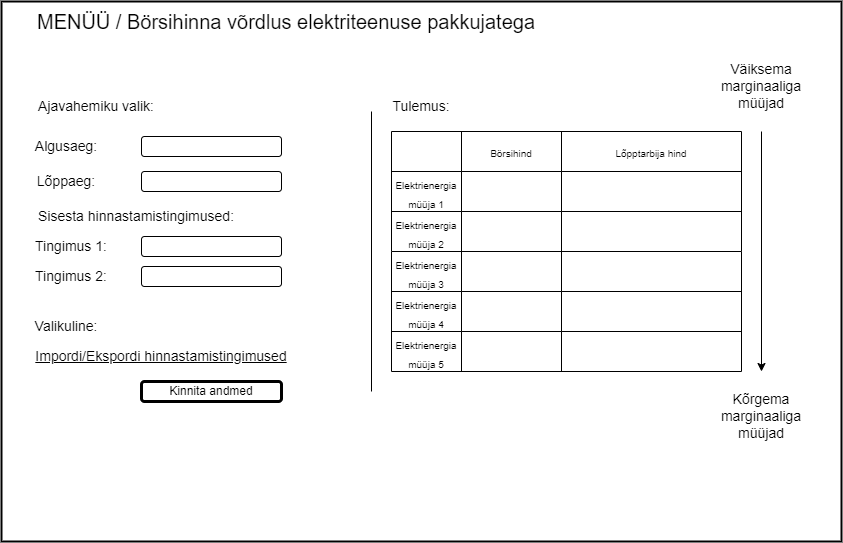 MENÜÜ / Börsihinna võrdlus elektriteenuse pakkujatega
Ajavahemiku valik:
Algusaeg:
Lõppaeg:
Sisesta hinnastamistingimused:
Tingimus 1:
Tingimus 2:
Valikuline:
Impordi/Ekspordi hinnastamistingimused
Kinnita andmed
Tulemus:
Börsihind
Lõpptarbija hind
Elektrienergia
müüja 1
Elektrienergia
müüja 2
Elektrienergia
müüja 3
Elektrienergia
müüja 4
Elektrienergia
müüja 5
Väiksema
marginaaliga
müüjad
Kõrgema
marginaaliga
müüjad